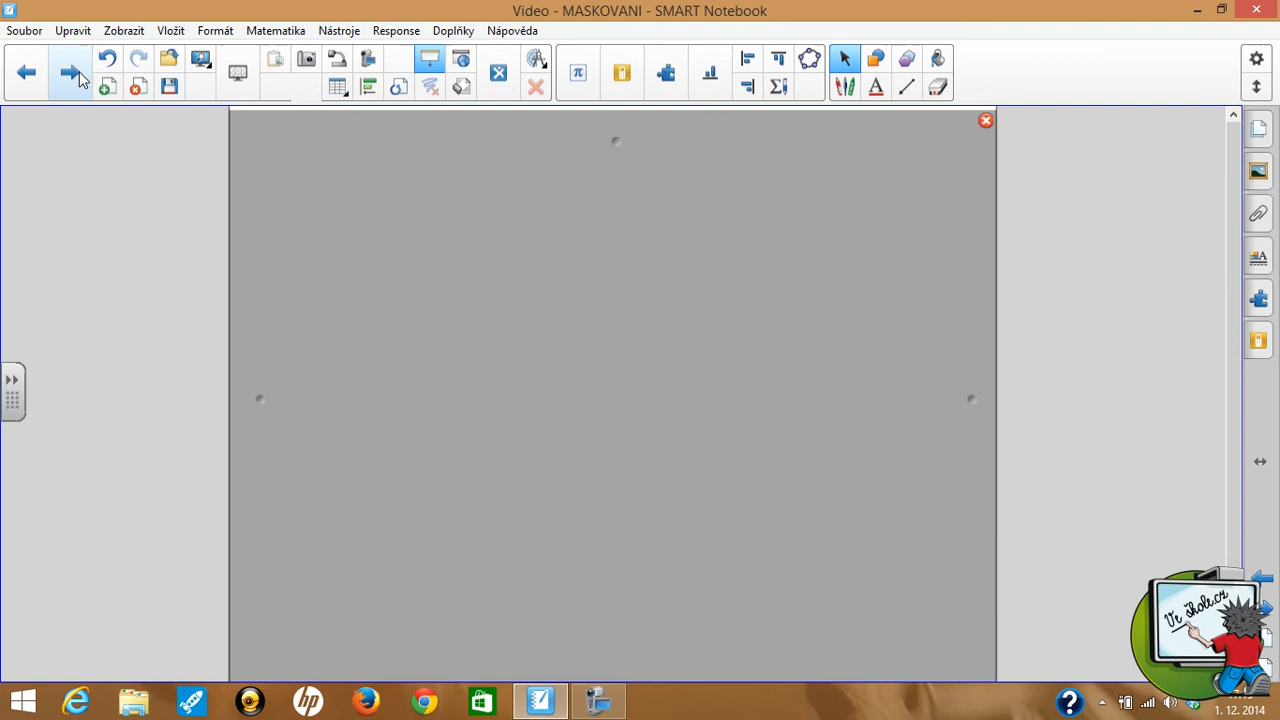 Video - MASKOVANI - SMART Notebook
Soubor Upravit Zobrazit Vložit Formát Matematika Nástroje Response Doplňky Nápověda
Ve škole.cz
1. 12. 2014